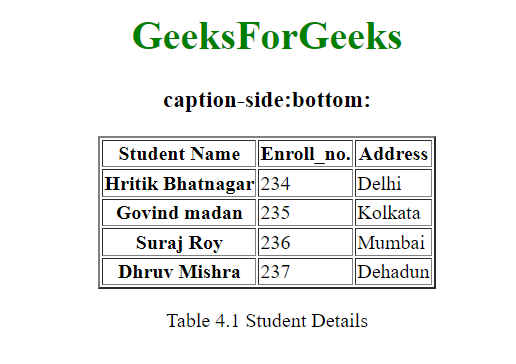 GeeksForGeeks
caption-side:bottom:
Student Name Enroll_no. Address
Hritik Bhatnagar 234 Delhi
Govind madan 235 Kolkata
Suraj Roy 236 Mumbai
Dhruv Mishra 237 Dehadun
Table 4.1 Student Details